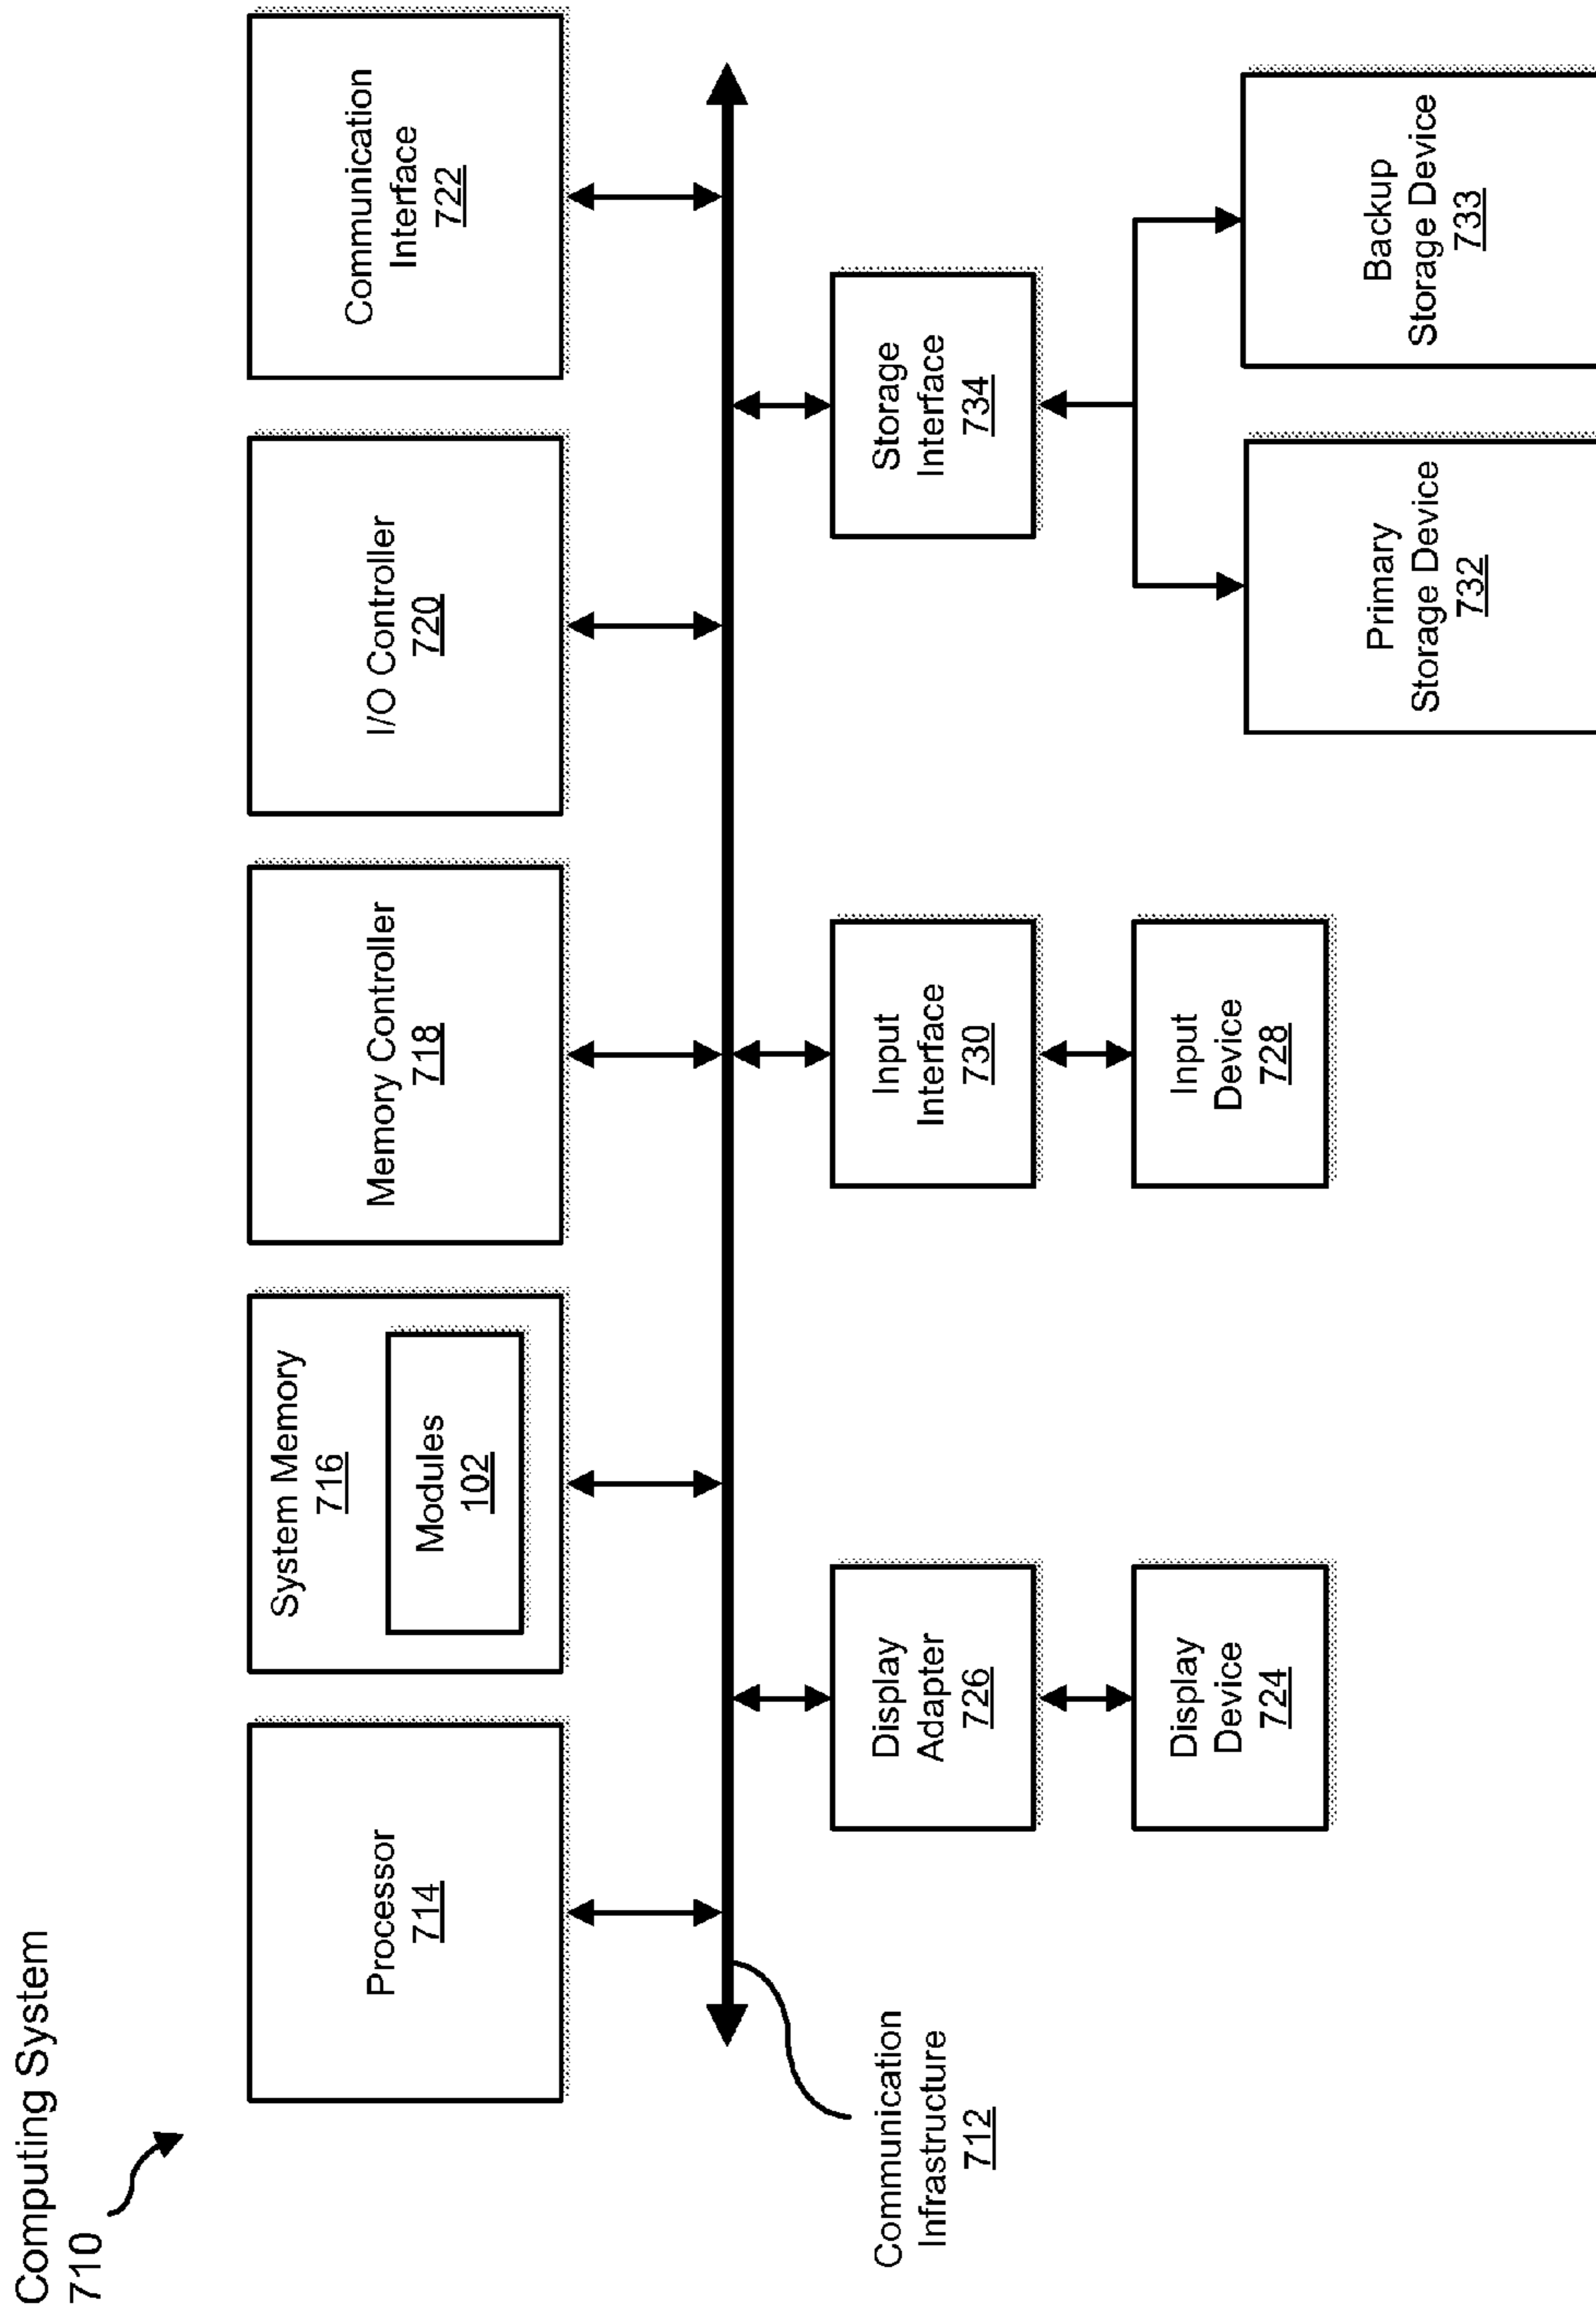 Computing System
710
Processor
714
System Memory
716
Modules
102
Memory Controller
718
I/O Controller
720
Communication
Interface
722
Communication
Infrastructure
712
Display
Adapter
726
Input
Interface
730
Storage
Interface
734
Display
Device
724
Input
Device
728
Primary
Storage Device
732
Backup
Storage Device
733